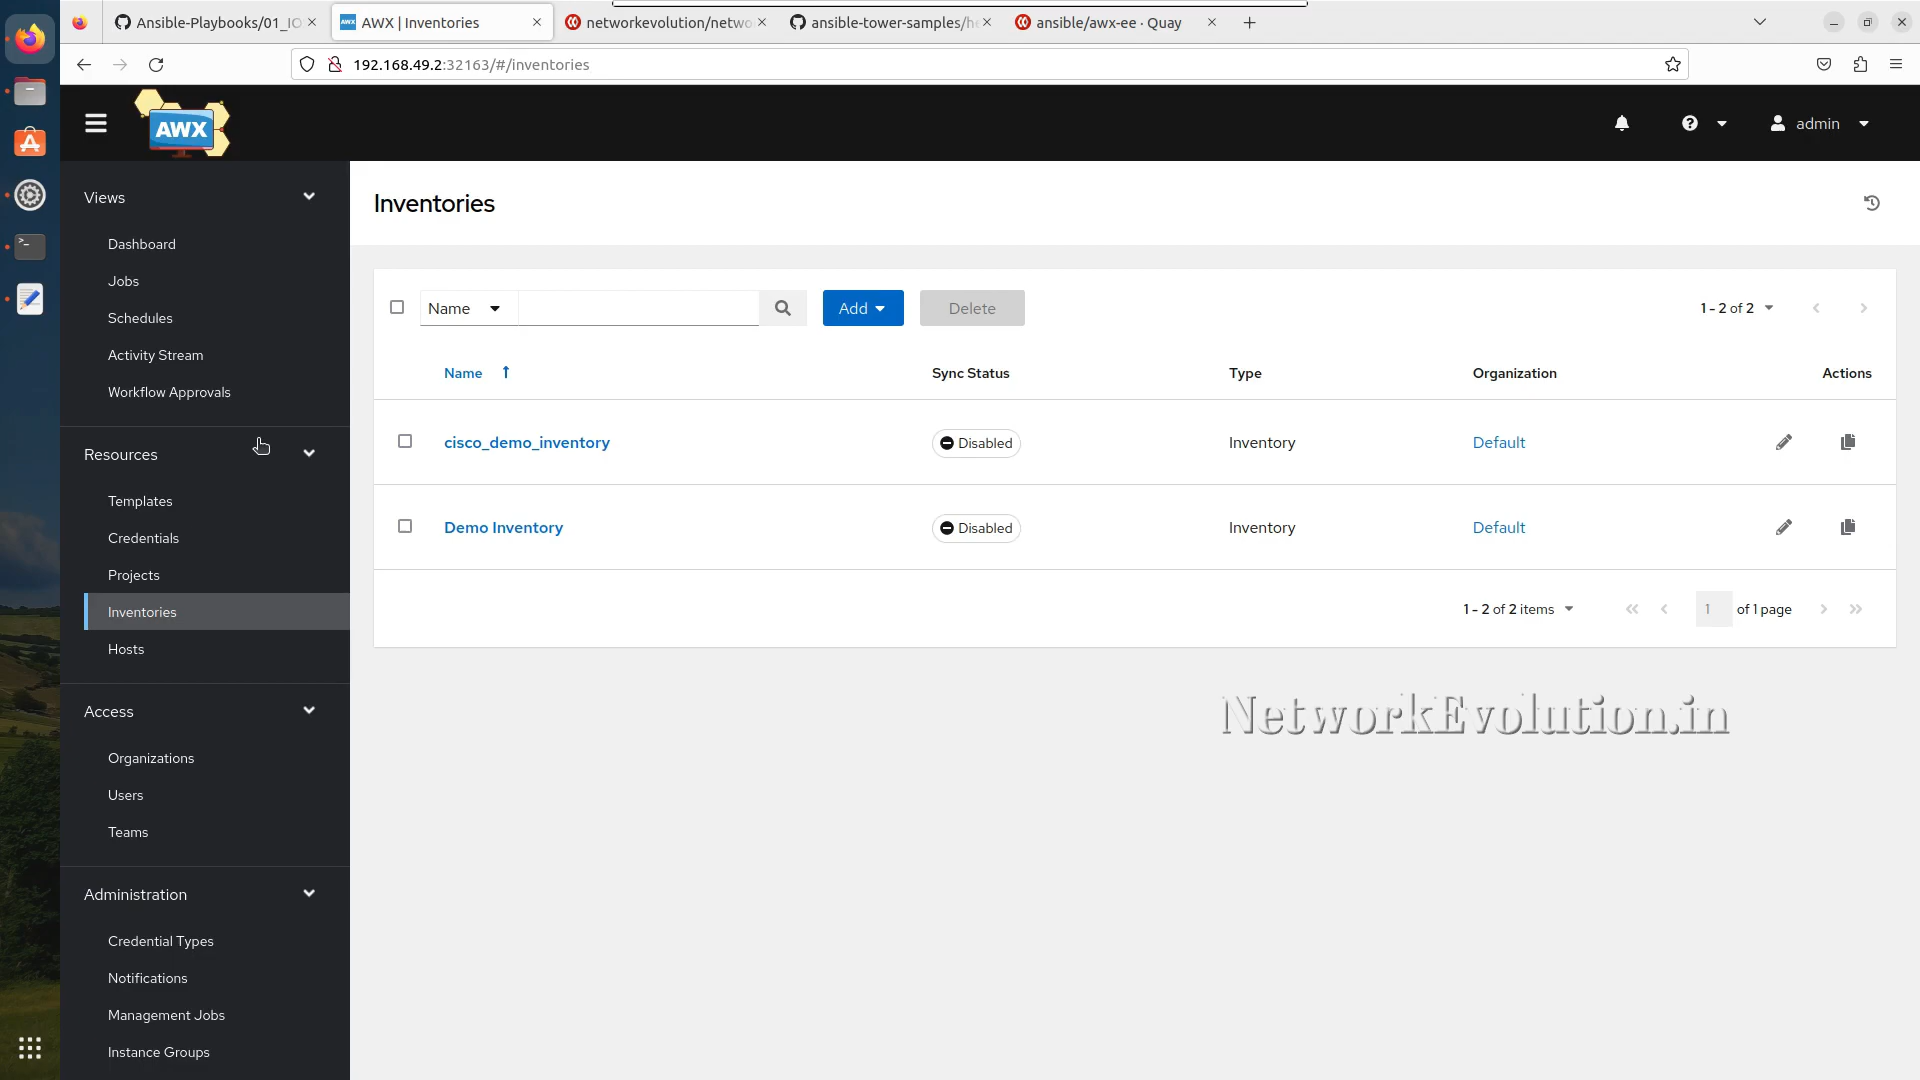 Ansible-Playbooks/01_IO
AWX | Inventories
networkevolution/netwo
ansible-tower-samples/he
ansible/awx-ee · Quay
192.168.49.2:32163/#/inventories
AWX
admin
Views
Dashboard
Jobs
Schedules
Activity Stream
Workflow Approvals
Resources
Templates
Credentials
Projects
Inventories
Hosts
Access
Organizations
Users
Teams
Administration
Credential Types
Notifications
Management Jobs
Instance Groups
Inventories
Name
Add
Delete
1 - 2 of 2
Name Sync Status Type Organization Actions
cisco_demo_inventory Disabled Inventory Default
Demo Inventory Disabled Inventory Default
1 - 2 of 2 items 1 of 1 page
NetworkEvolution.in